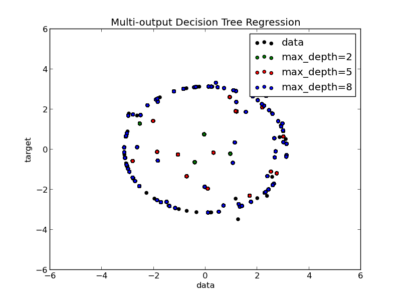 Multi-output Decision Tree Regression
6
4
2
0
−2
−4
−6
target
data
max_depth=2
max_depth=5
max_depth=8
−6 −4 −2 0 2 4 6
data